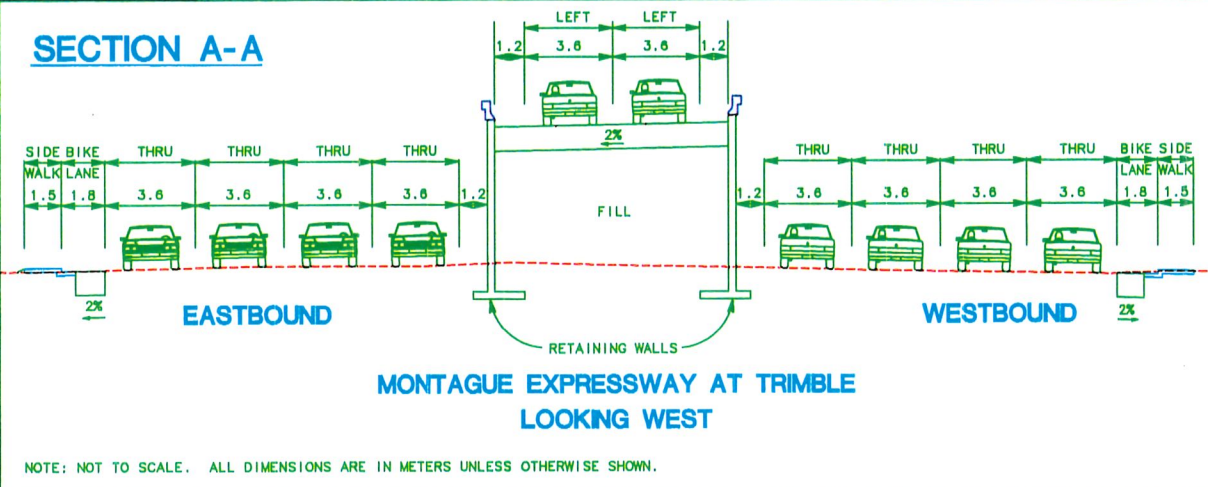 SECTION A-A
LEFT LEFT
1.2 3.6 3.6 1.2
2%
SIDE BIKE THRU THRU THRU THRU
WALK LANE
1.5 1.8 3.6 3.6 3.6 3.6 1.2
FILL
THRU THRU THRU THRU BIKE SIDE
LANE WALK
1.2 3.6 3.6 3.6 3.6 1.8 1.5
2%
EASTBOUND
WESTBOUND
2%
RETAINING WALLS
MONTAGUE EXPRESSWAY AT TRIMBLE
LOOKING WEST
NOTE: NOT TO SCALE. ALL DIMENSIONS ARE IN METERS UNLESS OTHERWISE SHOWN.